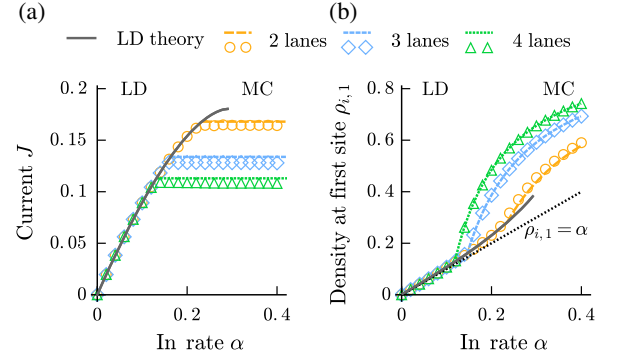 (a) (b)
LD theory 2 lanes 3 lanes 4 lanes
0.2 LD MC
0.15
0.1
0.05
0
Current J
0 0.2 0.4
In rate α
0.8 LD MC
0.6
0.4
0.2
0
Density at first site ρi,1
ρi,1 = α
0 0.2 0.4
In rate α